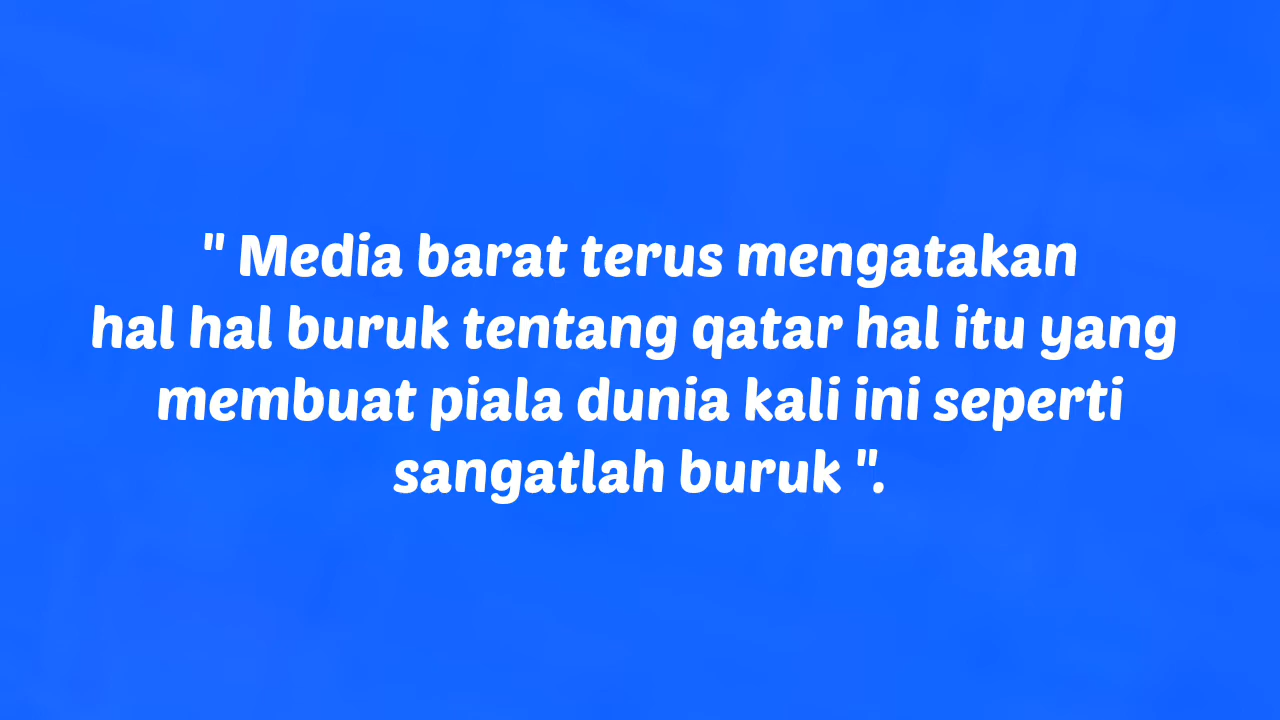 " Media barat terus mengatakan
hal hal buruk tentang qatar hal itu yang
membuat piala dunia kali ini seperti
sangatlah buruk ".